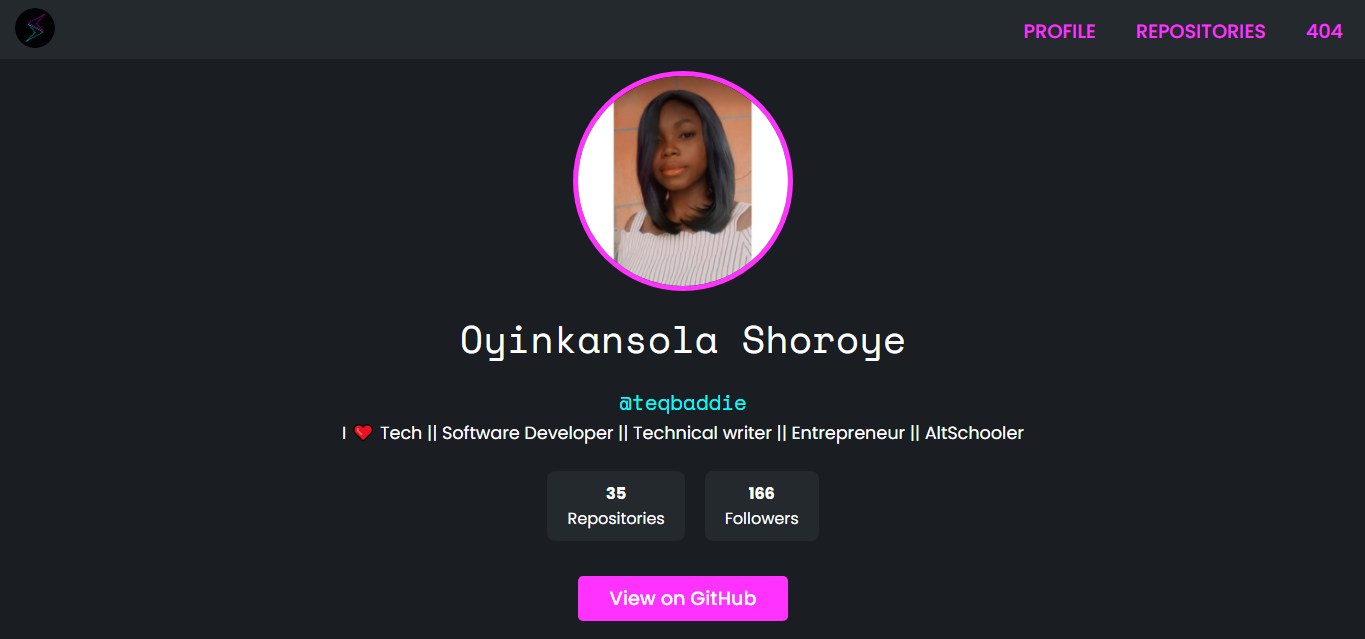 PROFILE REPOSITORIES 404
Oyinkansola Shoroye
@teqbaddie
I ❤️ Tech || Software Developer || Technical writer || Entrepreneur || AltSchooler
35 166
Repositories Followers
View on GitHub